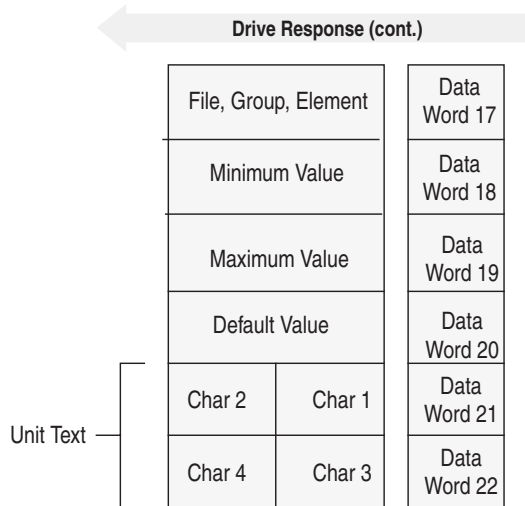 Drive Response (cont.)
File, Group, Element
Data
Word 17
Minimum Value
Data
Word 18
Maximum Value
Data
Word 19
Default Value
Data
Word 20
Unit Text
Char 2
Char 1
Data
Word 21
Char 4
Char 3
Data
Word 22